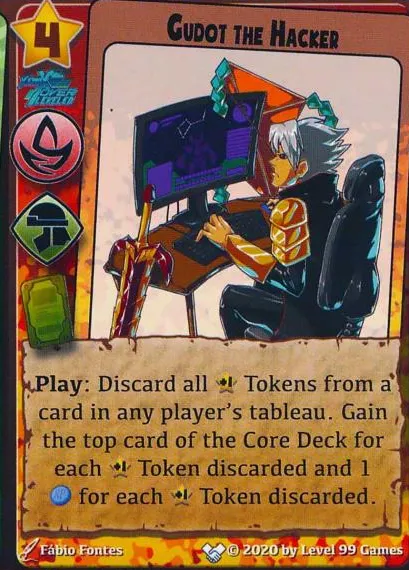 4
GUDOT THE HACKER
Play: Discard all Tokens from a
card in any player's tableau. Gain
the top card of the Core Deck for
each Token discarded and 1
for each Token discarded.
Fábio Fontes
© 2020 by Level 99 Games